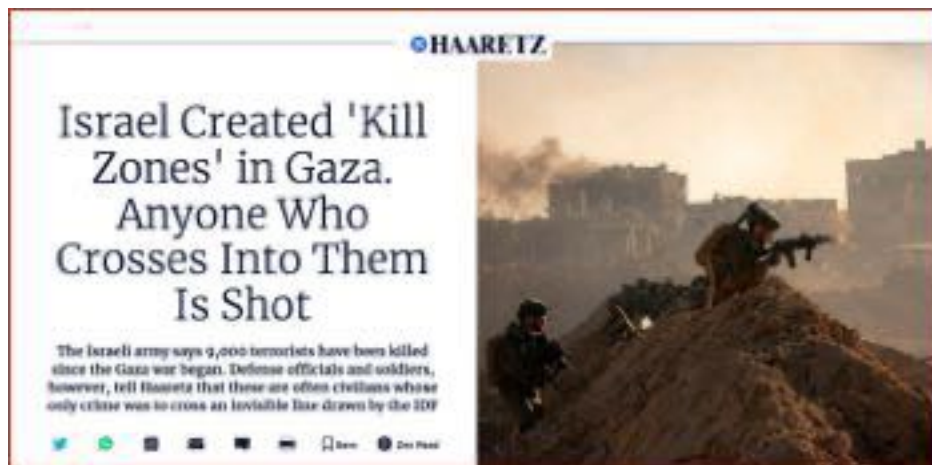 HAARETZ
Israel Created 'Kill
Zones' in Gaza.
Anyone Who
Crosses Into Them
Is Shot
The Israeli army says 9,000 terrorists have been killed
since the Gaza war began. Defense officials and soldiers,
however, tell Haaretz that these are often civilians whose
only crime was to cross an invisible line drawn by the IDF
Save